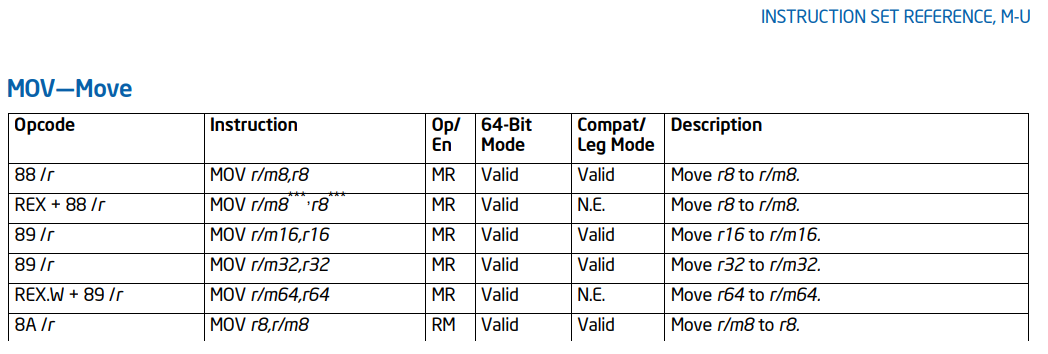 INSTRUCTION SET REFERENCE, M-U
MOV—Move
Opcode Instruction Op/ En 64-Bit Mode Compat/ Leg Mode Description
88 /r MOV r/m8,r8 MR Valid Valid Move r8 to r/m8.
REX + 88 /r MOV r/m8***,r8*** MR Valid N.E. Move r8 to r/m8.
89 /r MOV r/m16,r16 MR Valid Valid Move r16 to r/m16.
89 /r MOV r/m32,r32 MR Valid Valid Move r32 to r/m32.
REX.W + 89 /r MOV r/m64,r64 MR Valid N.E. Move r64 to r/m64.
8A /r MOV r8,r/m8 RM Valid Valid Move r/m8 to r8.